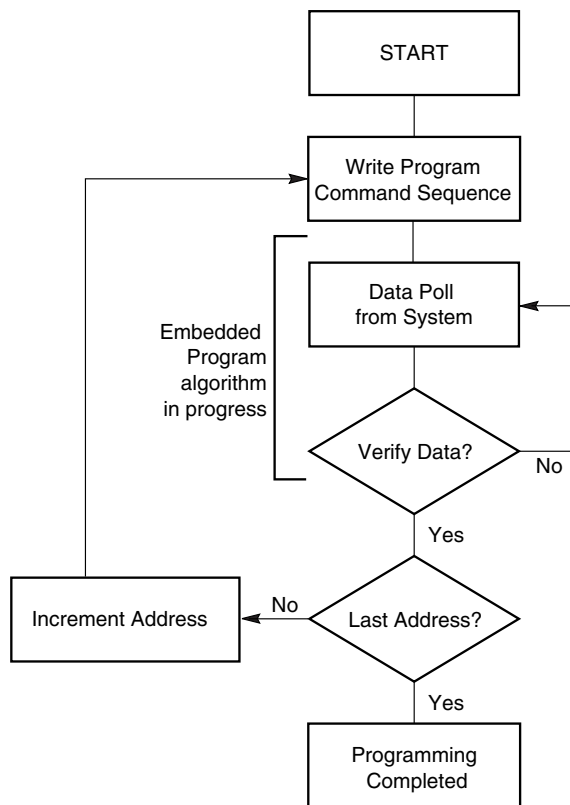 START
Write Program
Command Sequence
Data Poll
from System
Embedded
Program
algorithm
in progress
Verify Data?
No
Yes
Increment Address
No
Last Address?
Yes
Programming
Completed